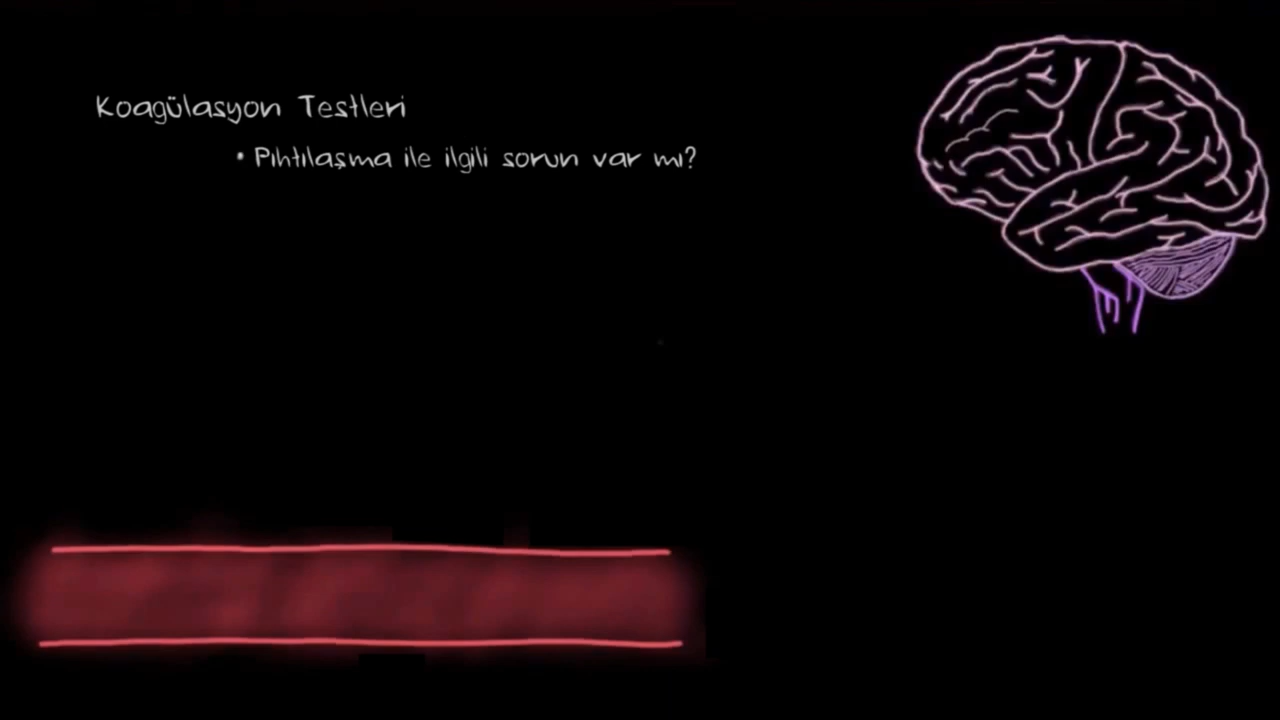 Koagülasyon Testleri
• Pıhtılaşma ile ilgili sorun var mı?